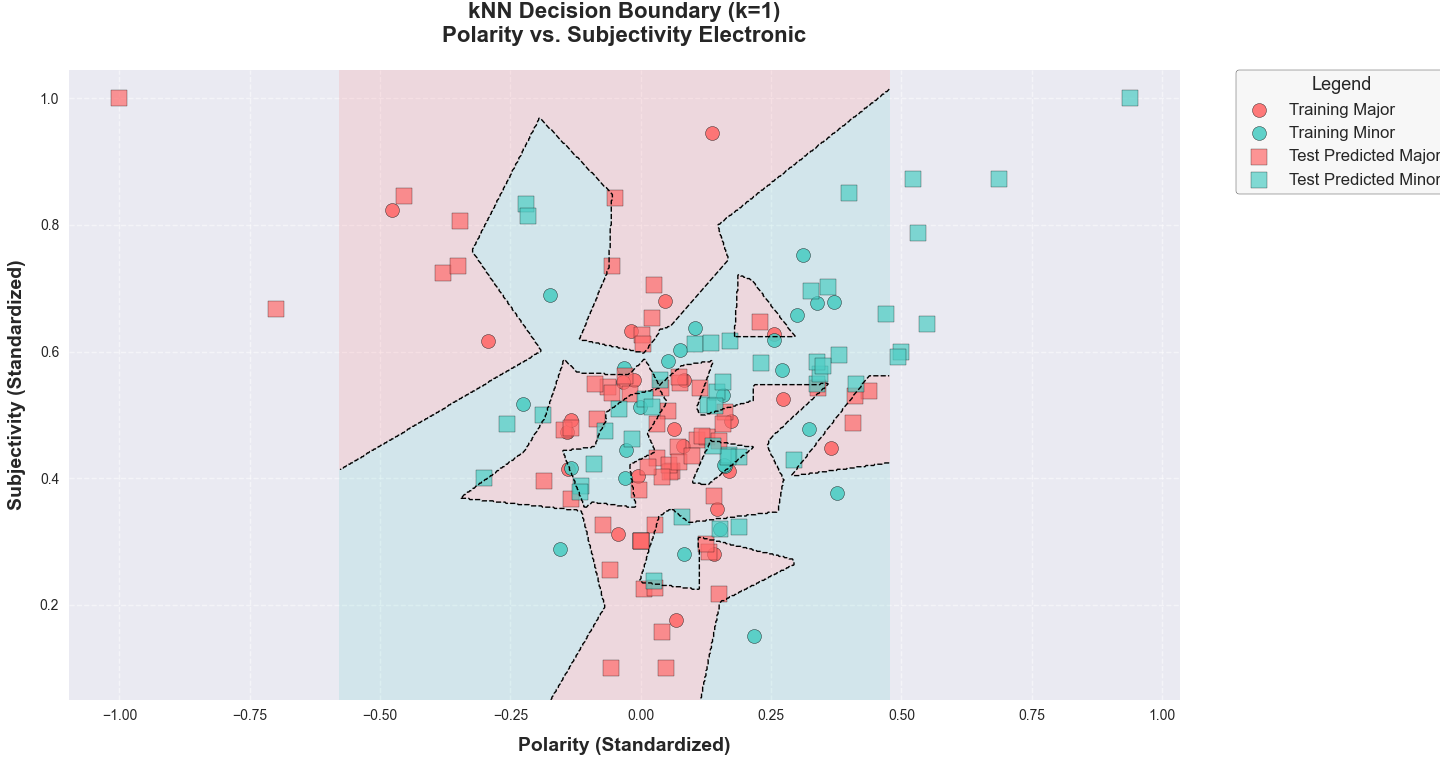 kNN Decision Boundary (k=1)
Polarity vs. Subjectivity Electronic
Subjectivity (Standardized)
1.0
0.8
0.6
0.4
0.2
−1.00 −0.75 −0.50 −0.25 0.00 0.25 0.50 0.75 1.00
Polarity (Standardized)
Legend
Training Major
Training Minor
Test Predicted Major
Test Predicted Minor